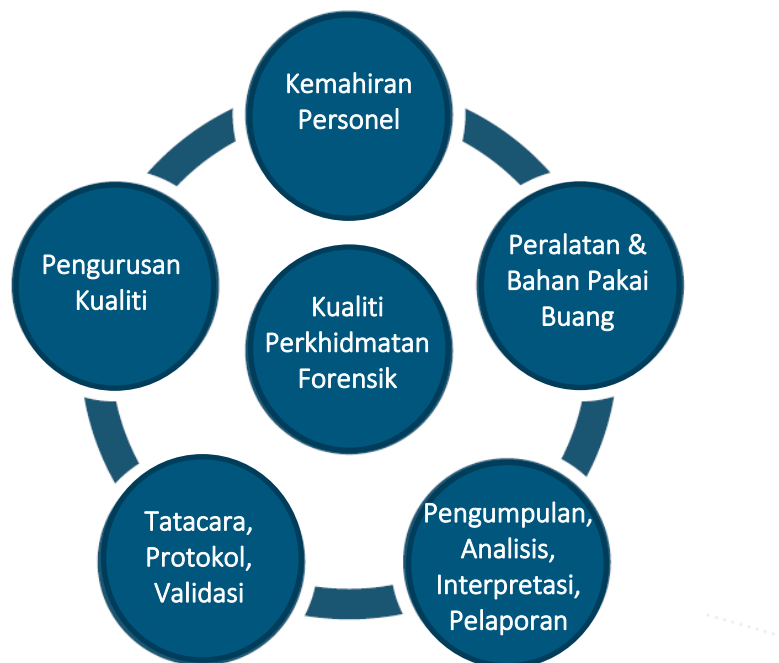 Kemahiran
Personel
Peralatan &
Bahan Pakai
Buang
Pengumpulan,
Analisis,
Interpretasi,
Pelaporan
Tatacara,
Protokol,
Validasi
Pengurusan
Kualiti
Kualiti
Perkhidmatan
Forensik